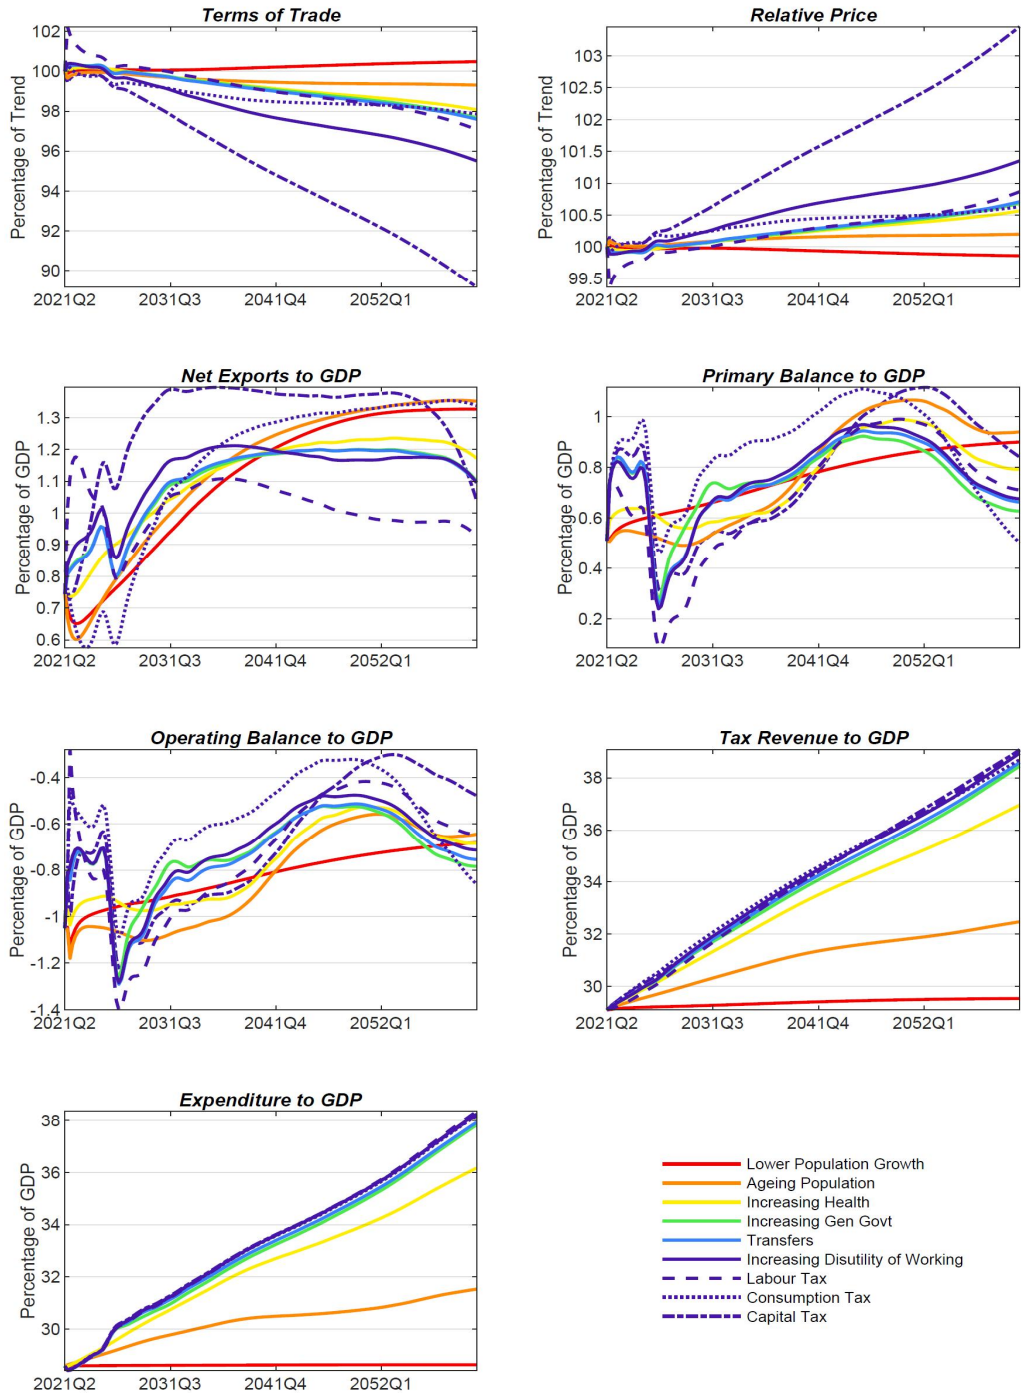 Terms of Trade
Percentage of Trend
102
100
98
96
94
92
90
2021Q2 2031Q3 2041Q4 2052Q1
Relative Price
Percentage of Trend
103
102
101
100.5
100
99.5
2021Q2 2031Q3 2041Q4 2052Q1
Net Exports to GDP
Percentage of GDP
1.3
1.2
1.1
1
0.9
0.8
0.7
0.6
2021Q2 2031Q3 2041Q4 2052Q1
Primary Balance to GDP
Percentage of GDP
1
0.8
0.6
0.4
0.2
2021Q2 2031Q3 2041Q4 2052Q1
Operating Balance to GDP
Percentage of GDP
-0.4
-0.6
-0.8
-1
-1.2
-1.4
2021Q2 2031Q3 2041Q4 2052Q1
Tax Revenue to GDP
Percentage of GDP
38
36
34
32
30
2021Q2 2031Q3 2041Q4 2052Q1
Expenditure to GDP
Percentage of GDP
38
36
34
32
30
2021Q2 2031Q3 2041Q4 2052Q1
Lower Population Growth
Ageing Population
Increasing Health
Increasing Gen Govt
Transfers
Increasing Disutility of Working
Labour Tax
Consumption Tax
Capital Tax